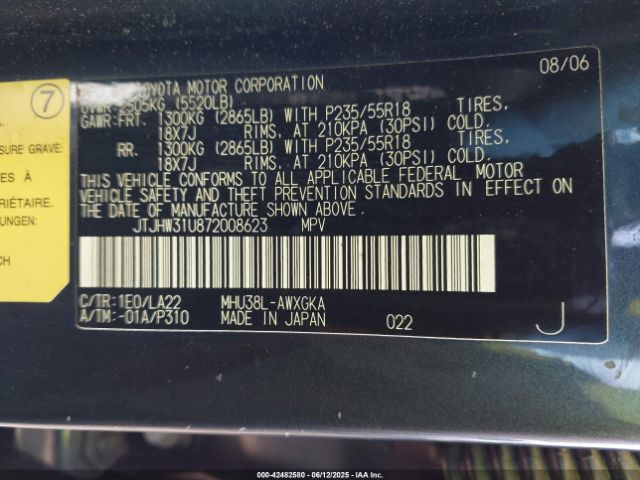 7
A.
SURE GRAVE.
ES À
PRIÉTAIRE.
UNGEN:
CH
TOYOTA MOTOR CORPORATION 08/06
2505KG (5520LB)
GAWR:FRT. 1300KG (2865LB) WITH P235/55R18 TIRES,
18X7J RIMS, AT 210KPA (30PSI) COLD.
RR. 1300KG (2865LB) WITH P235/55R18 TIRES,
18X7J RIMS, AT 210KPA (30PSI) COLD.
THIS VEHICLE CONFORMS TO ALL APPLICABLE FEDERAL MOTOR
VEHICLE SAFETY AND THEFT PREVENTION STANDARDS IN EFFECT ON
THE DATE OF MANUFACTURE SHOWN ABOVE.
JTJHW31U872008623 MPV
C/TR:1E0/LA22 MHU38L-AWXGKA
A/TM:-01A/P310 MADE IN JAPAN 022 J
000-42482580 - 06/12/2025 - IAA Inc.